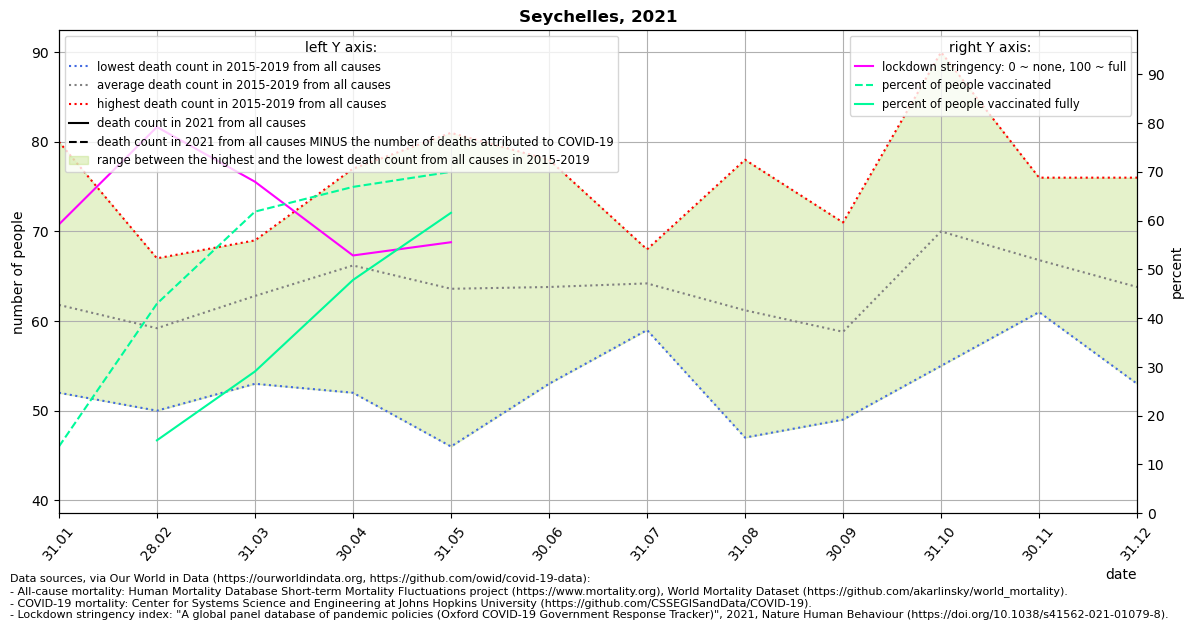 Seychelles, 2021
left Y axis:
lowest death count in 2015-2019 from all causes
average death count in 2015-2019 from all causes
highest death count in 2015-2019 from all causes
death count in 2021 from all causes
death count in 2021 from all causes MINUS the number of deaths attributed to COVID-19
range between the highest and the lowest death count from all causes in 2015-2019
right Y axis:
lockdown stringency: 0 ~ none, 100 ~ full
percent of people vaccinated
percent of people vaccinated fully
number of people
90
80
70
60
50
40
percent
90
80
70
60
50
40
30
20
10
0
31.01
28.02
31.03
30.04
31.05
30.06
31.07
31.08
30.09
31.10
30.11
31.12
date
Data sources, via Our World in Data (https://ourworldindata.org, https://github.com/owid/covid-19-data):
- All-cause mortality: Human Mortality Database Short-term Mortality Fluctuations project (https://www.mortality.org), World Mortality Dataset (https://github.com/akarlinsky/world_mortality).
- COVID-19 mortality: Center for Systems Science and Engineering at Johns Hopkins University (https://github.com/CSSEGISandData/COVID-19).
- Lockdown stringency index: "A global panel database of pandemic policies (Oxford COVID-19 Government Response Tracker)", 2021, Nature Human Behaviour (https://doi.org/10.1038/s41562-021-01079-8).